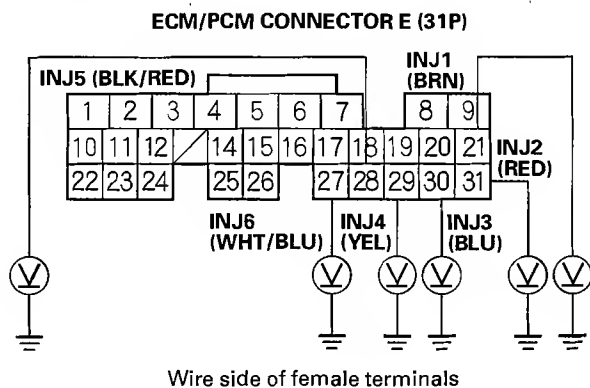 ECM/PCM CONNECTOR E (31P)
INJ5 (BLK/RED)
INJ1
(BRN)
1 2 3 4 5 6 7 8 9
10 11 12 14 15 16 17 18 19 20 21
INJ2
(RED)
22 23 24 25 26 27 28 29 30 31
INJ6
(WHT/BLU)
INJ4
(YEL)
INJ3
(BLU)
V V V V V
Wire side of female terminals